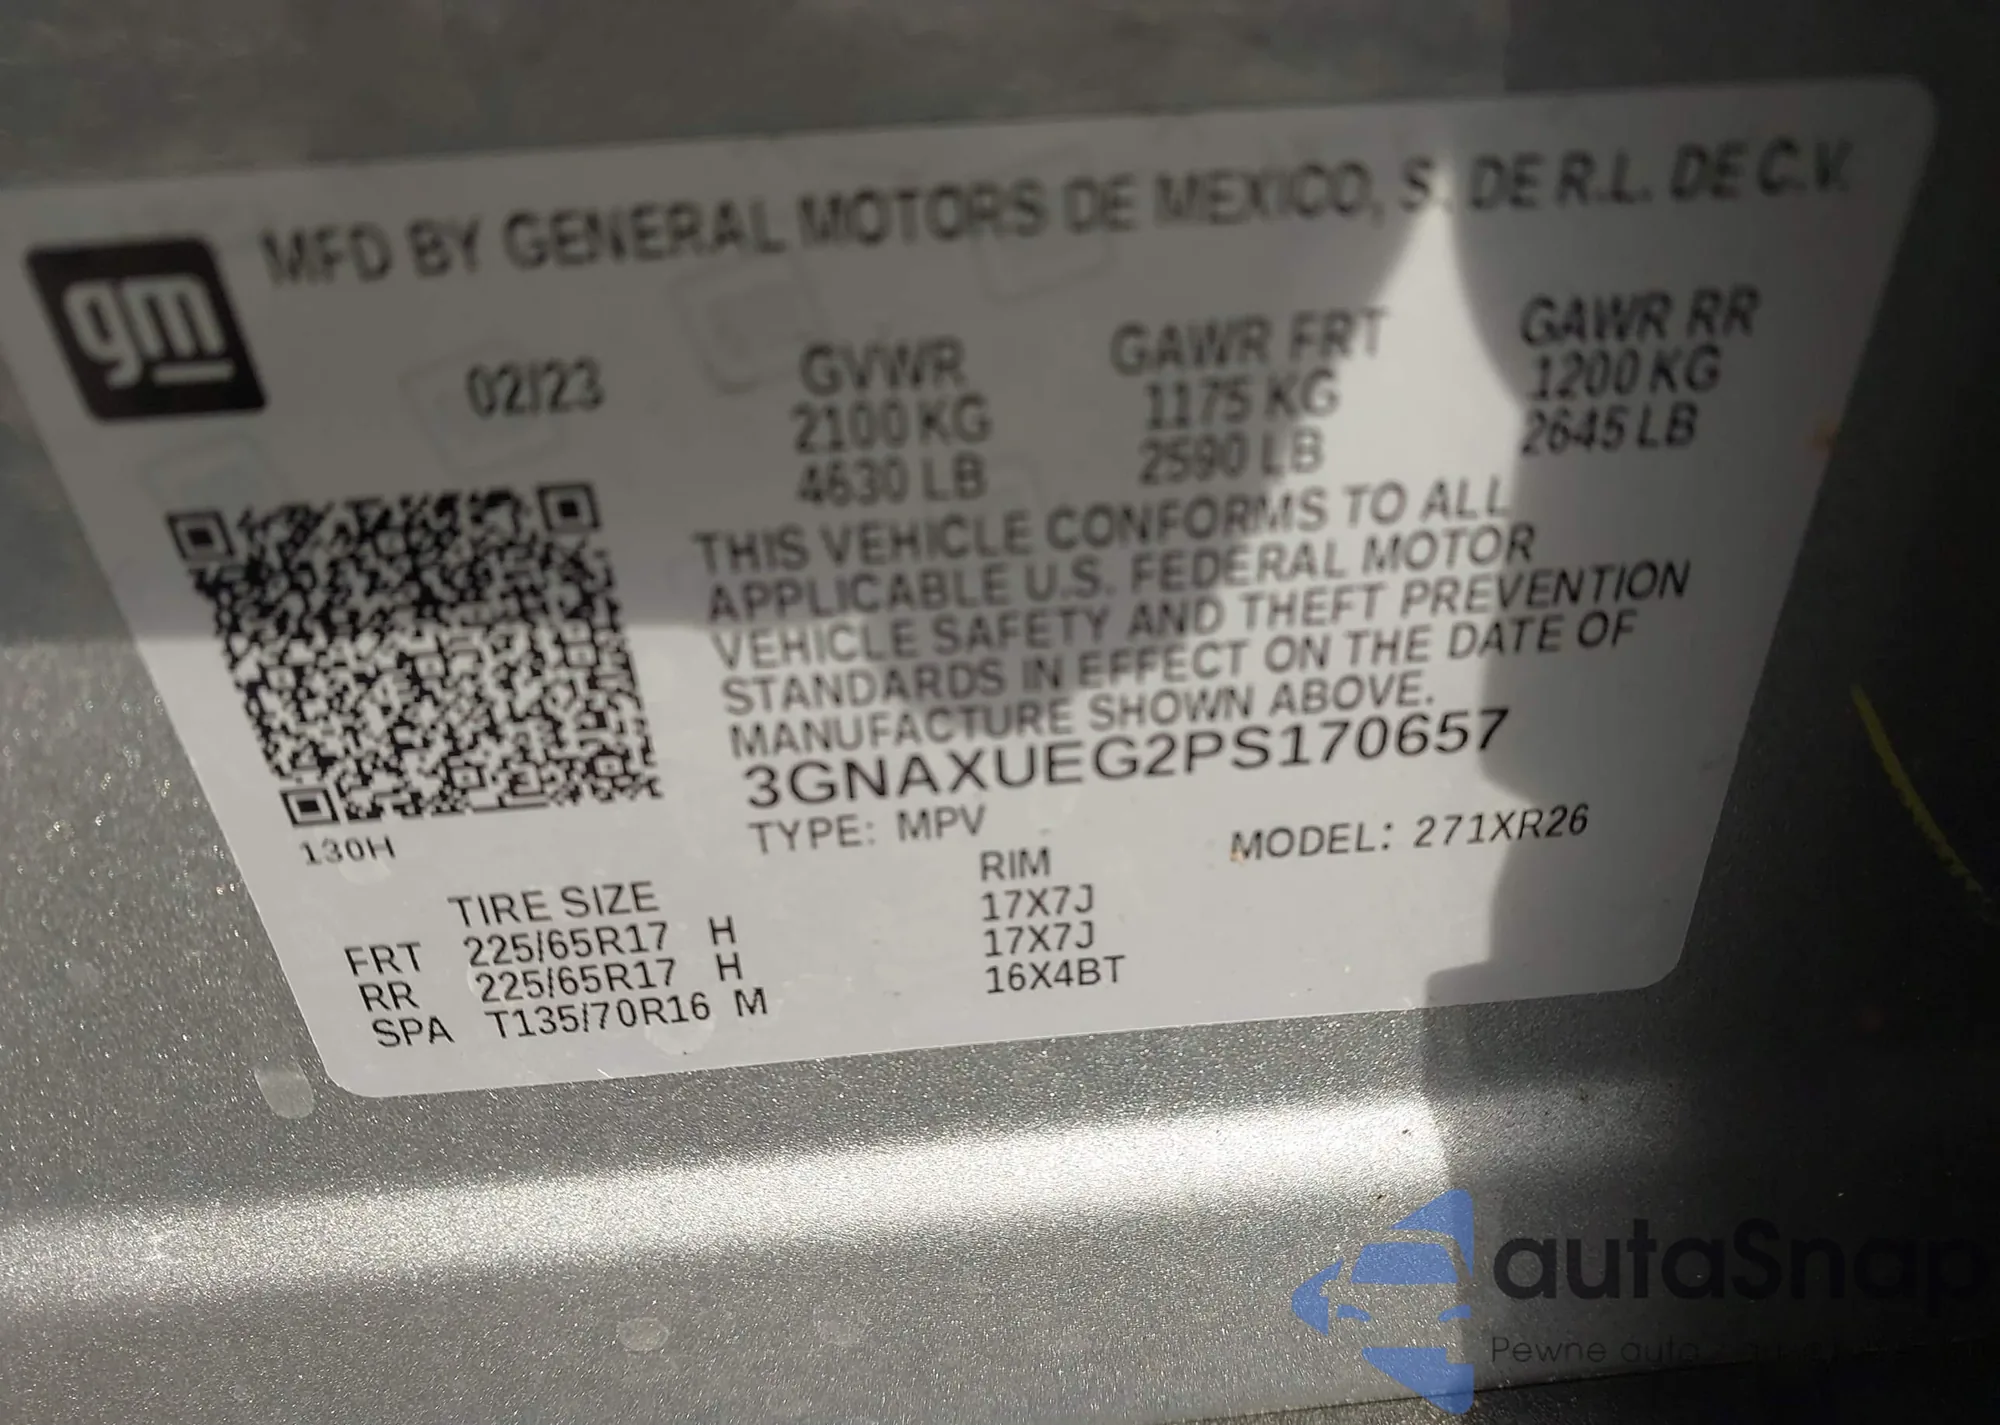 MFD BY GENERAL MOTORS DE MEXICO, S. DE R.L. DE C.V.
gm
02/23
GVWR
2100 KG
4630 LB
GAWR FRT
1175 KG
2590 LB
GAWR RR
1200 KG
2645 LB
THIS VEHICLE CONFORMS TO ALL
APPLICABLE U.S. FEDERAL MOTOR
VEHICLE SAFETY AND THEFT PREVENTION
STANDARDS IN EFFECT ON THE DATE OF
MANUFACTURE SHOWN ABOVE.
3GNAXUEG2PS170657
TYPE: MPV
MODEL: 271XR26
130H
TIRE SIZE RIM
FRT 225/65R17 H 17X7J
RR 225/65R17 H 17X7J
SPA T135/70R16 M 16X4BT
autaSnap
Pewne auto